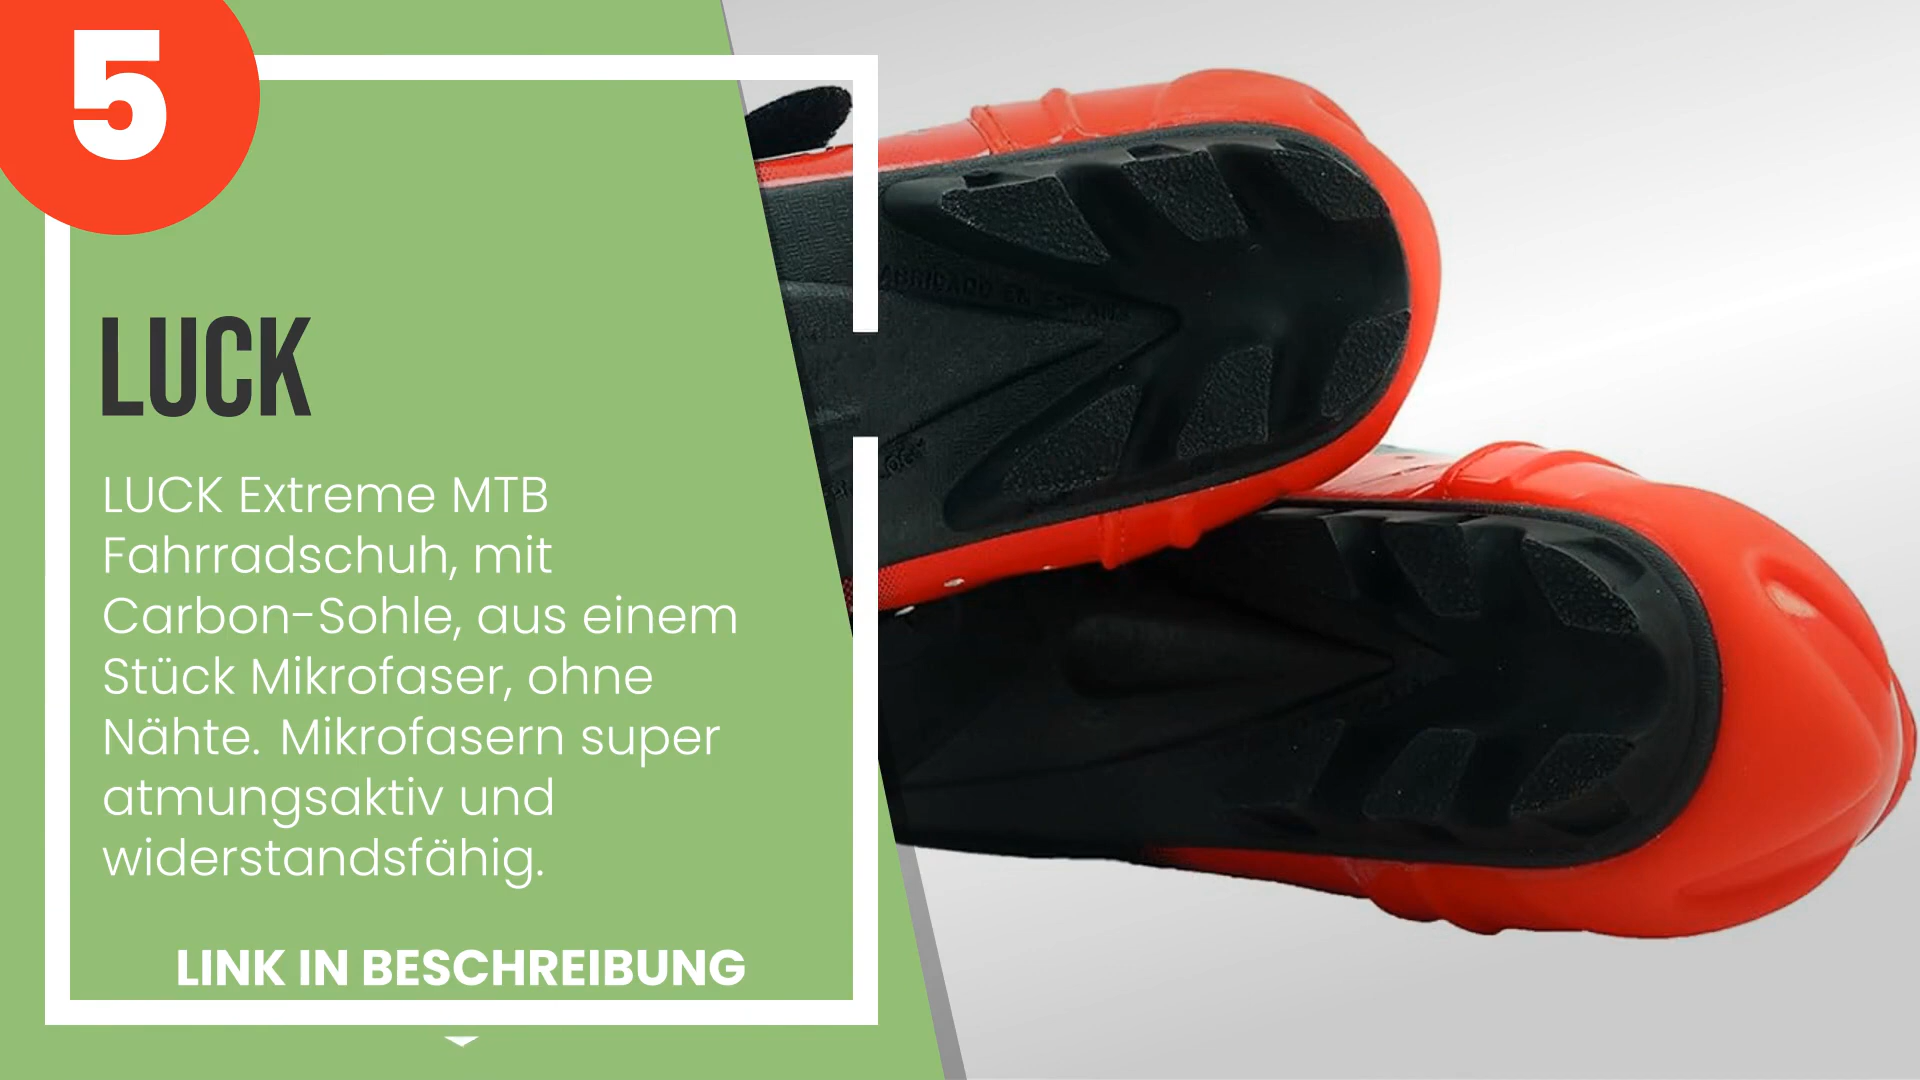 5
LUCK
LUCK Extreme MTB
Fahrradschuh, mit
Carbon-Sohle, aus einem
Stück Mikrofaser, ohne
Nähte. Mikrofasern super
atmungsaktiv und
widerstandsfähig.
LINK IN BESCHREIBUNG